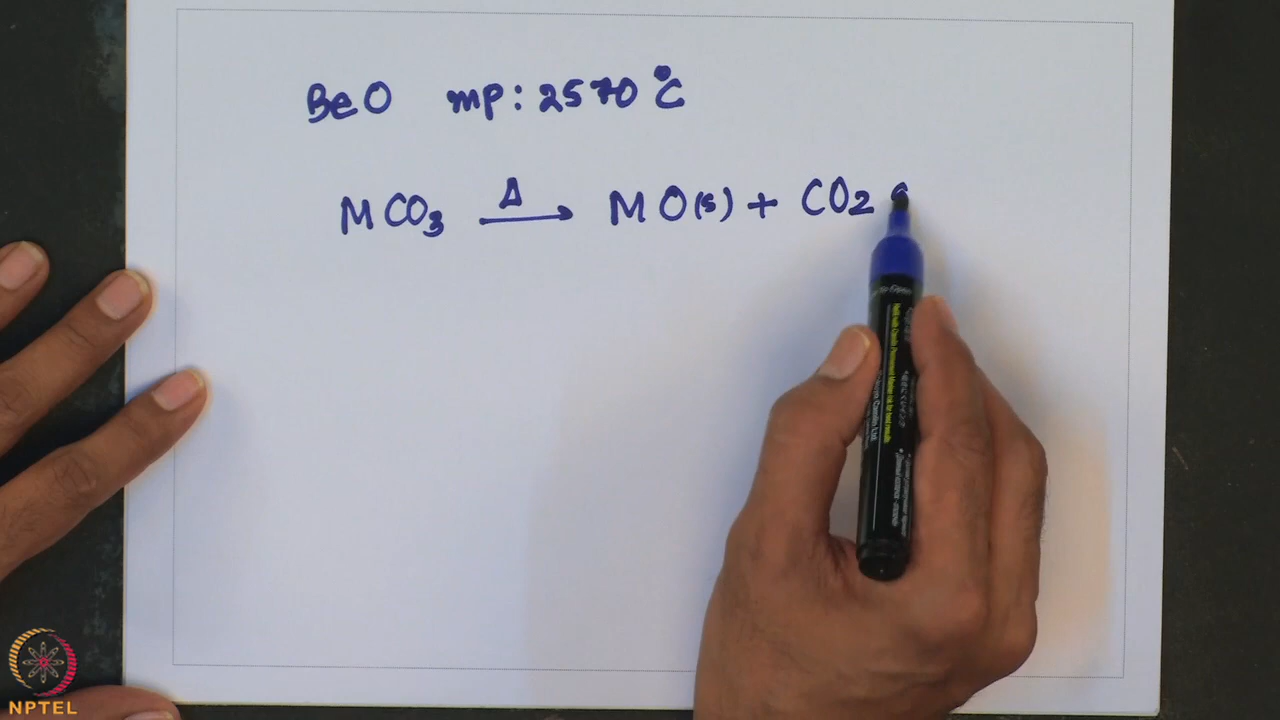 BeO mp: 2570°C
MCO₃ —Δ→ MO(s) + CO₂
NPTEL